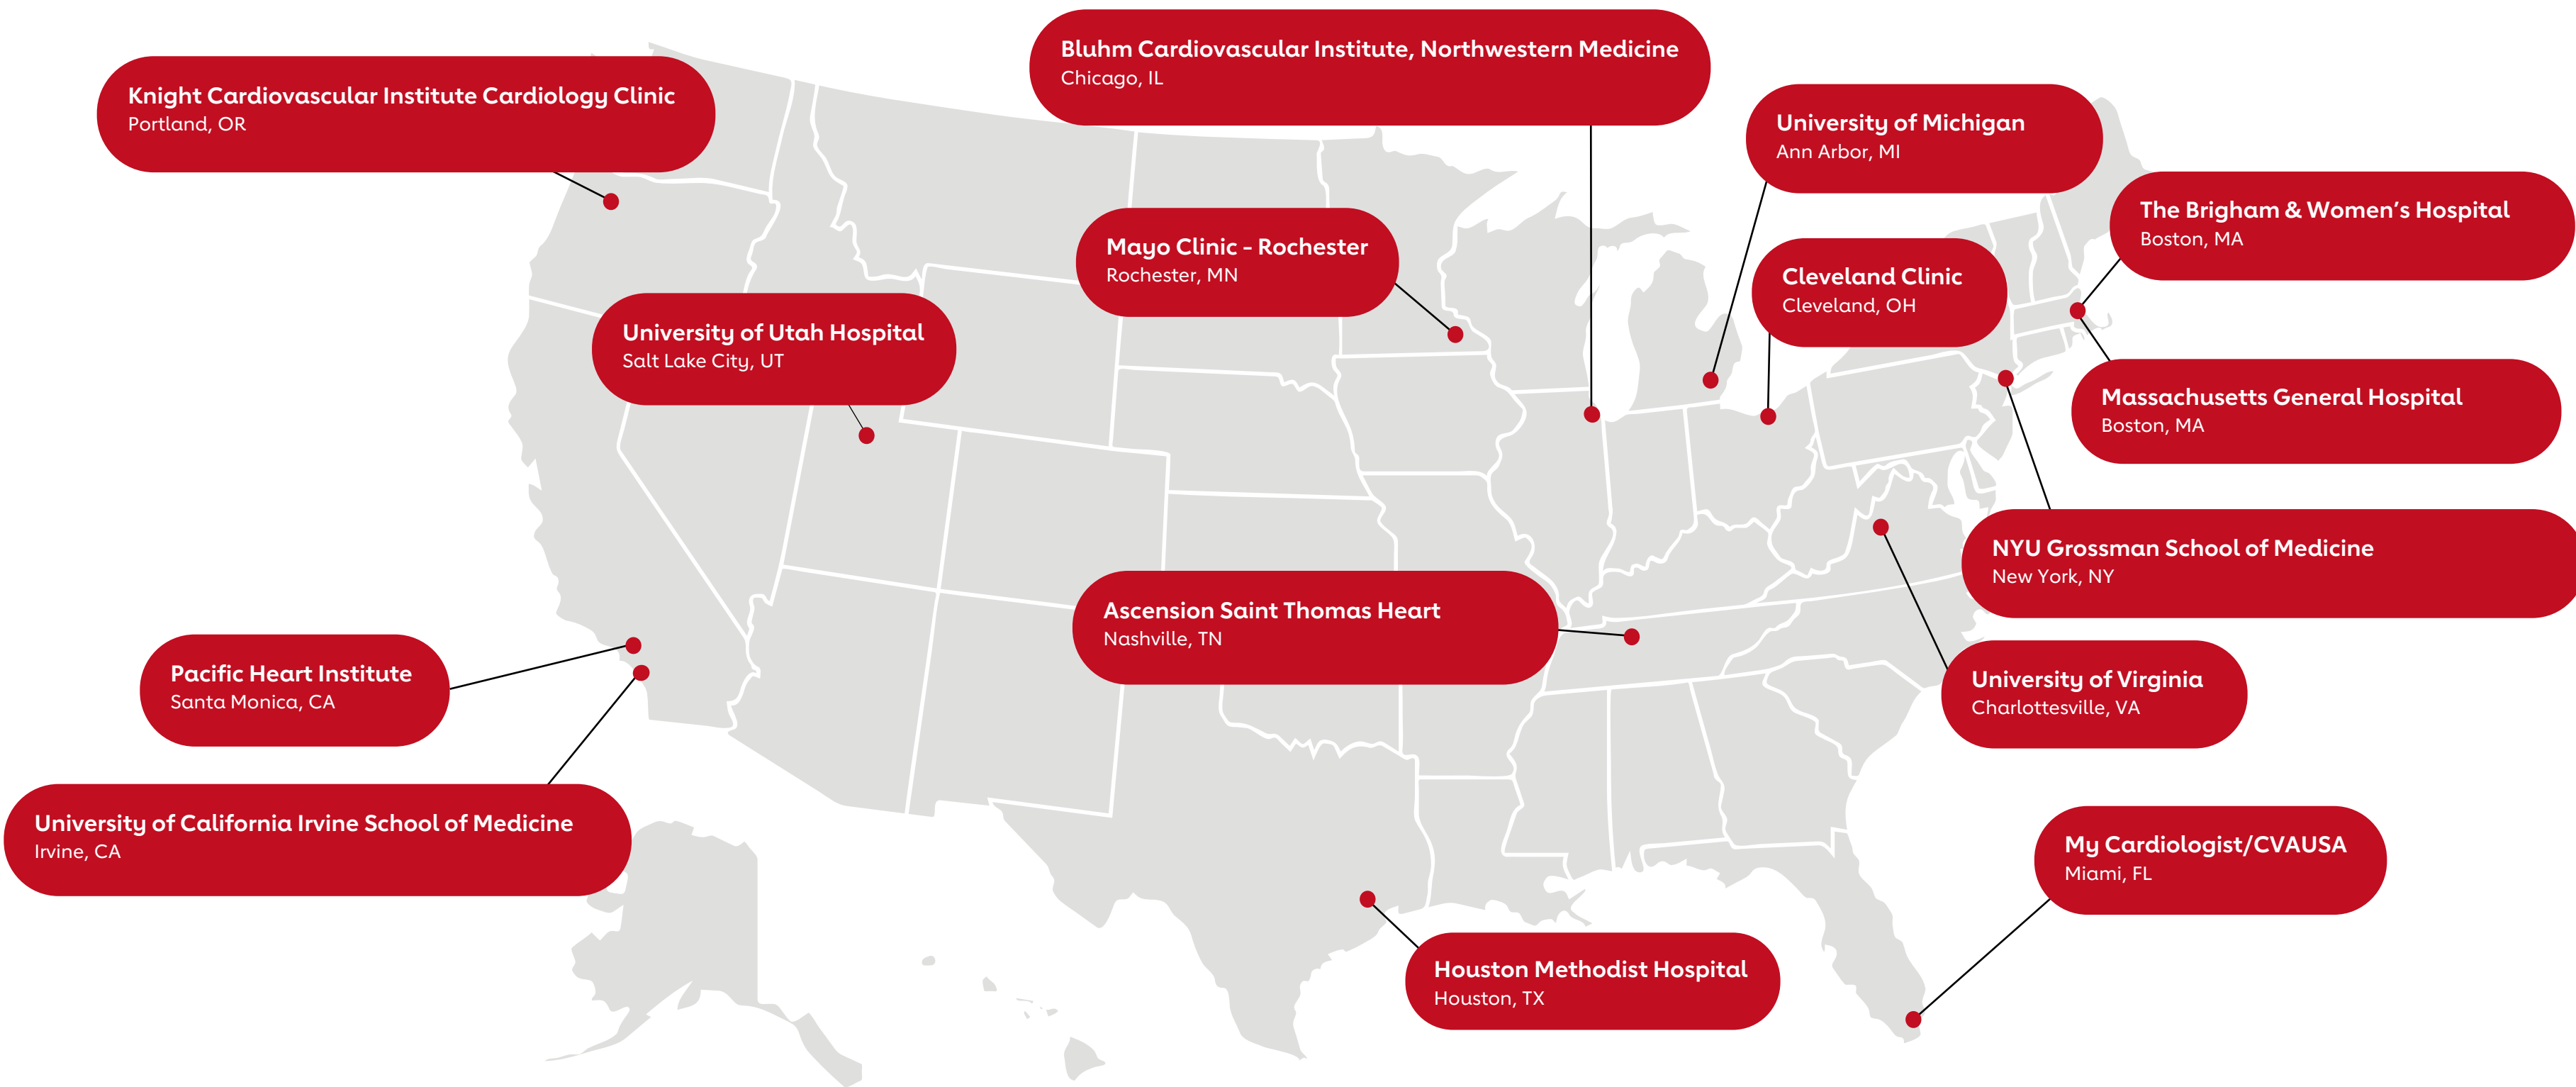 Bluhm Cardiovascular Institute, Northwestern Medicine
Chicago, IL
Knight Cardiovascular Institute Cardiology Clinic
Portland, OR
University of Michigan
Ann Arbor, MI
The Brigham & Women’s Hospital
Boston, MA
Mayo Clinic - Rochester
Rochester, MN
Cleveland Clinic
Cleveland, OH
University of Utah Hospital
Salt Lake City, UT
Massachusetts General Hospital
Boston, MA
NYU Grossman School of Medicine
New York, NY
Ascension Saint Thomas Heart
Nashville, TN
Pacific Heart Institute
Santa Monica, CA
University of Virginia
Charlottesville, VA
University of California Irvine School of Medicine
Irvine, CA
My Cardiologist/CVAUSA
Miami, FL
Houston Methodist Hospital
Houston, TX